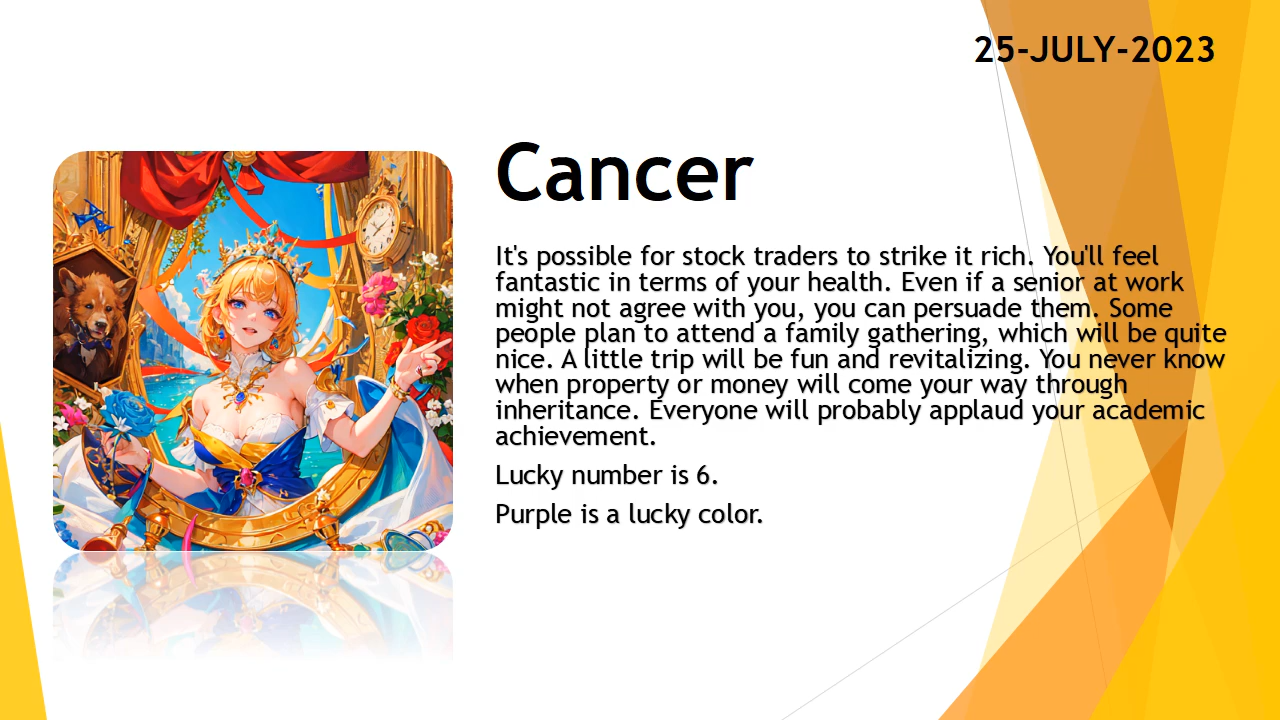 25-JULY-2023
Cancer
It's possible for stock traders to strike it rich. You'll feel
fantastic in terms of your health. Even if a senior at work
might not agree with you, you can persuade them. Some
people plan to attend a family gathering, which will be quite
nice. A little trip will be fun and revitalizing. You never know
when property or money will come your way through
inheritance. Everyone will probably applaud your academic
achievement.
Lucky number is 6.
Purple is a lucky color.